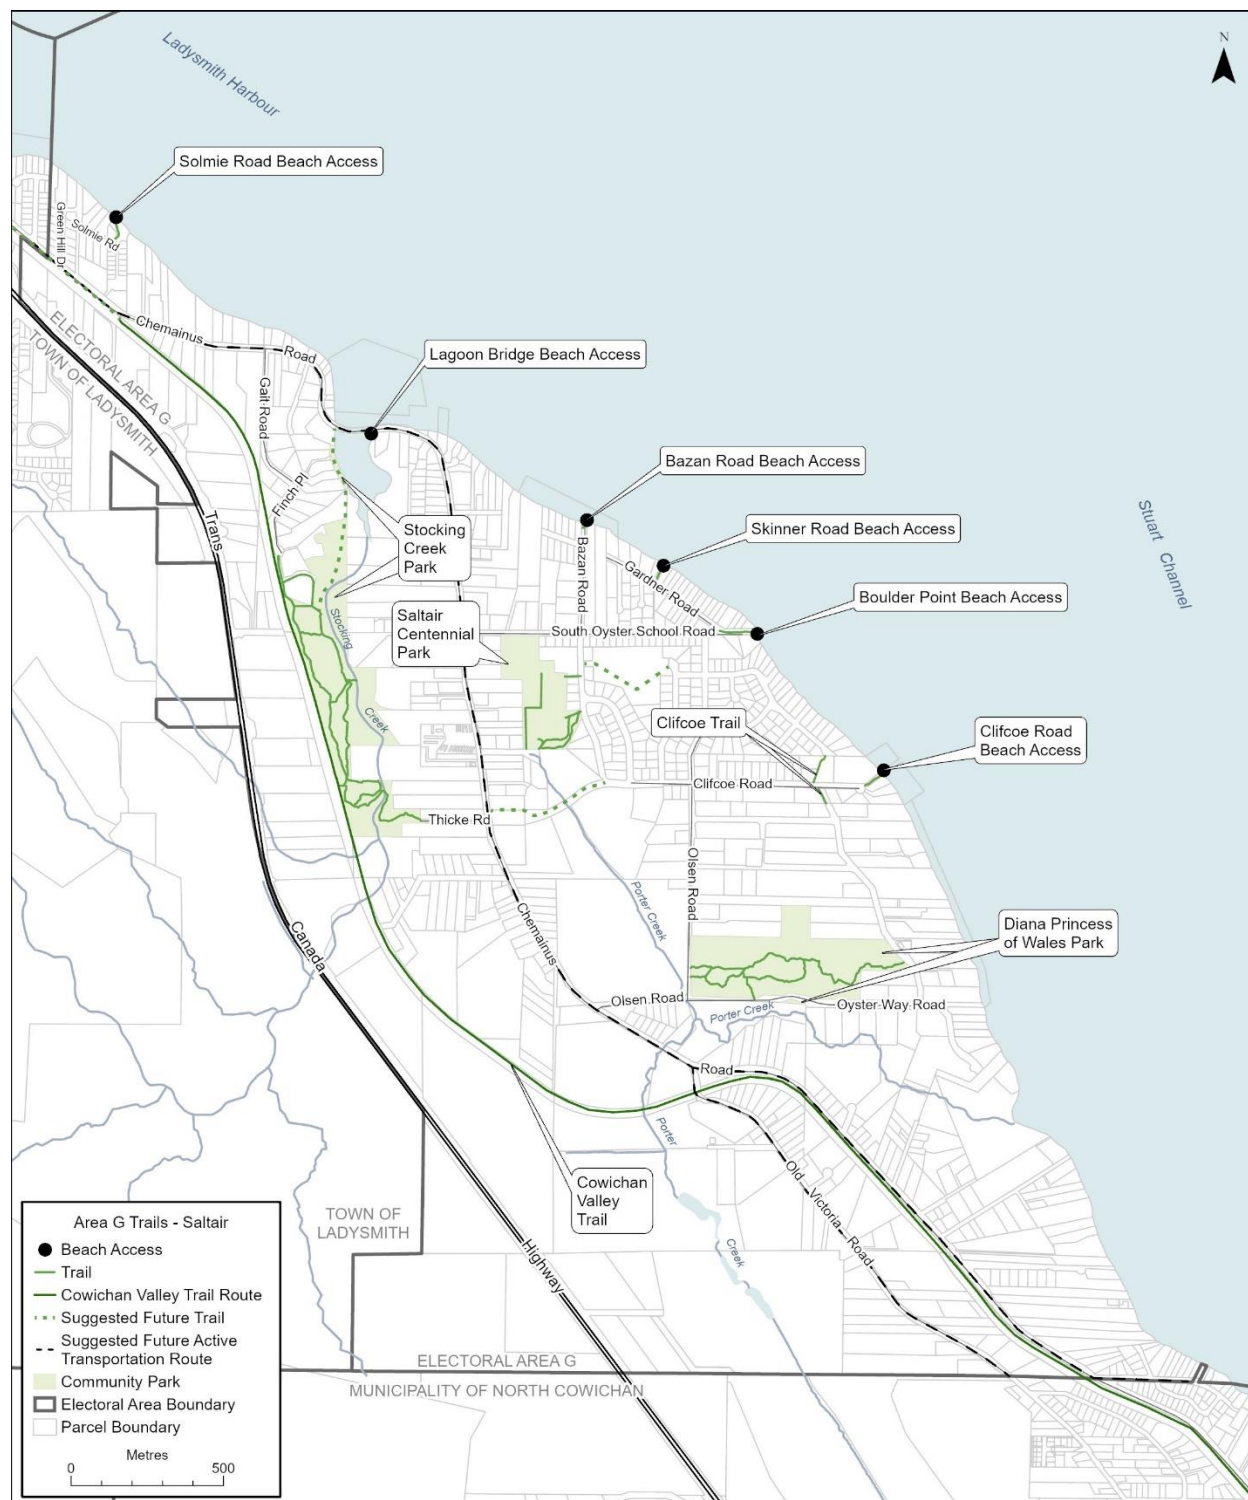 N
Ladysmith Harbour
Solmie Road Beach Access
Green Hill Dr
Solmie Rd
Chemainus
Road
ELECTORAL AREA G
TOWN OF LADYSMITH
Lagoon Bridge Beach Access
Gait Road
Finch Pl
Bazan Road Beach Access
Trans
Stocking
Creek
Park
Skinner Road Beach Access
Stuart Channel
Bazan Road
Gardner Road
Boulder Point Beach Access
Stocking
Saltair
Centennial
Park
South Oyster School Road
Creek
Clifcoe Trail
Clifcoe Road
Beach Access
Clifcoe Road
Thicke Rd
Olsen Road
Porter Creek
Canada
Chemainus
Diana Princess
of Wales Park
Olsen Road
Porter Creek
Oyster Way Road
Road
Porter
Cowichan
Valley
Trail
Old Victoria Road
Creek
Highway
TOWN OF
LADYSMITH
ELECTORAL AREA G
MUNICIPALITY OF NORTH COWICHAN
Area G Trails - Saltair
Beach Access
Trail
Cowichan Valley Trail Route
Suggested Future Trail
Suggested Future Active
Transportation Route
Community Park
Electoral Area Boundary
Parcel Boundary
Metres
0 500